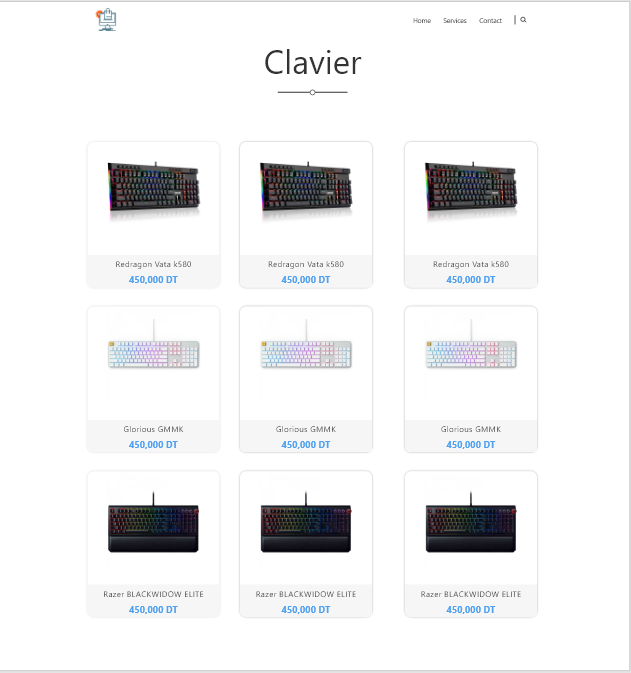 Home Services Contact
Clavier
Redragon Vata k580 Redragon Vata k580 Redragon Vata k580
450,000 DT 450,000 DT 450,000 DT
Glorious GMMK Glorious GMMK Glorious GMMK
450,000 DT 450,000 DT 450,000 DT
Razer BLACKWIDOW ELITE Razer BLACKWIDOW ELITE Razer BLACKWIDOW ELITE
450,000 DT 450,000 DT 450,000 DT